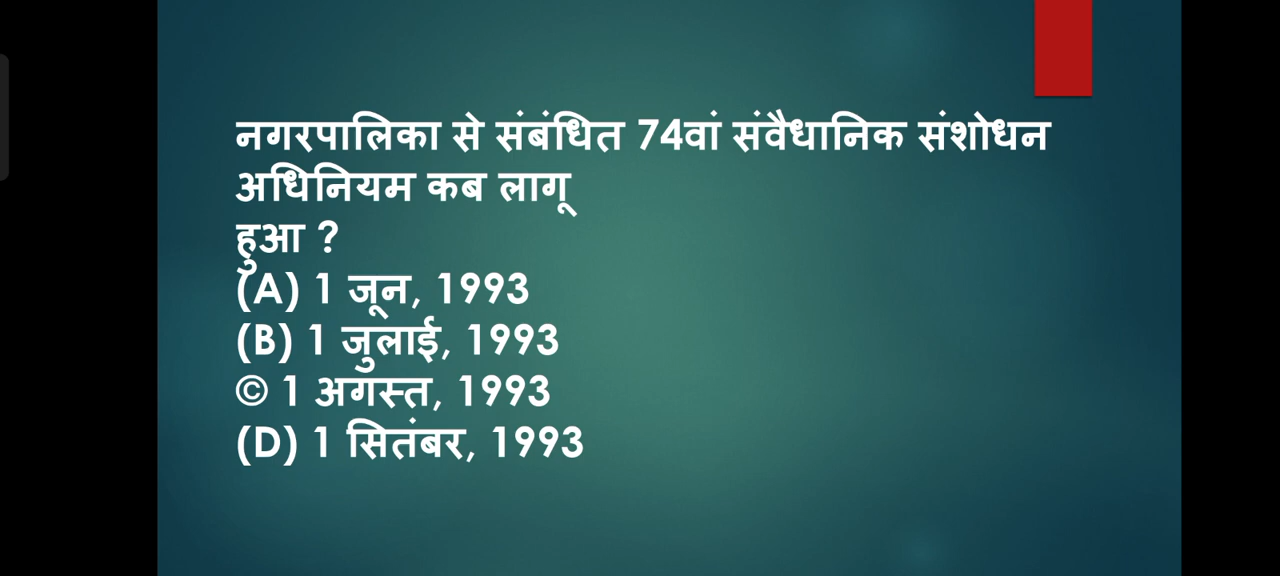 नगरपालिका से संबंधित 74वां संवैधानिक संशोधन
अधिनियम कब लागू
हुआ ?
(A) 1 जून, 1993
(B) 1 जुलाई, 1993
© 1 अगस्त, 1993
(D) 1 सितंबर, 1993